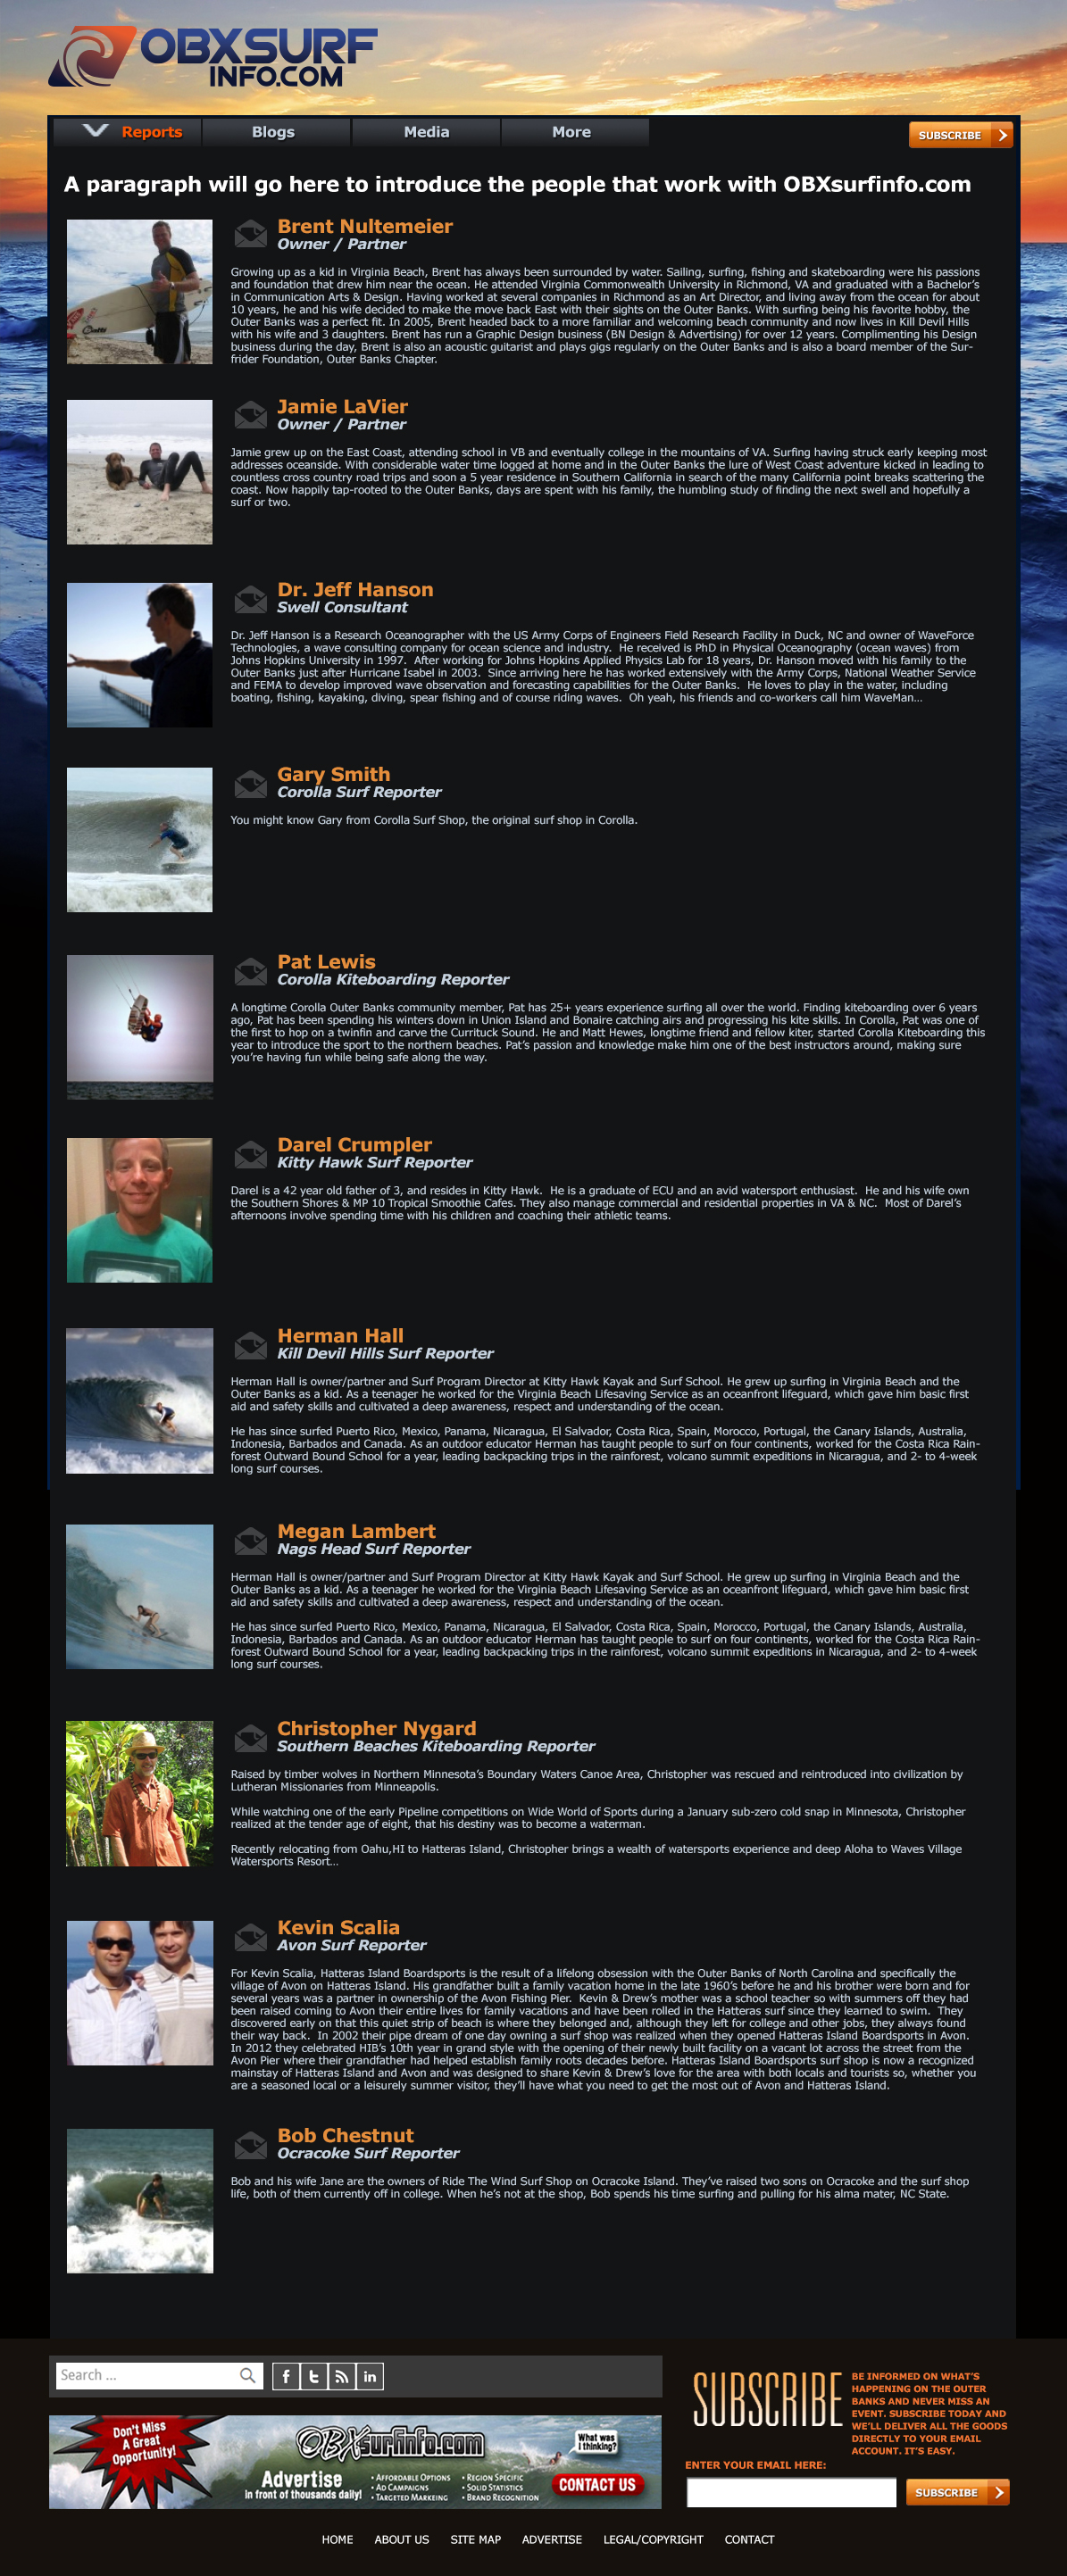 OBXSURF
INFO.COM
Reports
Blogs
Media
More
SUBSCRIBE
A paragraph will go here to introduce the people that work with OBXsurfinfo.com
Brent Nultemeier
Owner / Partner
Growing up as a kid in Virginia Beach, Brent has always been surrounded by water. Sailing, surfing, fishing and skateboarding were his passions
and foundation that drew him near the ocean. He attended Virginia Commonwealth University in Richmond, VA and graduated with a Bachelor's
in Communication Arts & Design. Having worked at several companies in Richmond as an Art Director, and living away from the ocean for about
10 years, he and his wife decided to make the move back East with their sights on the Outer Banks. With surfing being his favorite hobby, the
Outer Banks was a perfect fit. In 2005, Brent headed back to a more familiar and welcoming beach community and now lives in Kill Devil Hills
with his wife and 3 daughters. Brent has run a Graphic Design business (BN Design & Advertising) for over 12 years. Complimenting his Design
business during the day, Brent is also an acoustic guitarist and plays gigs regularly on the Outer Banks and is also a board member of the Sur-
frider Foundation, Outer Banks Chapter.
Jamie LaVier
Owner / Partner
Jamie grew up on the East Coast, attending school in VB and eventually college in the mountains of VA. Surfing having struck early keeping most
addresses oceanside. With considerable water time logged at home and in the Outer Banks the lure of West Coast adventure kicked in leading to
countless cross country road trips and soon a 5 year residence in Southern California in search of the many California point breaks scattering the
coast. Now happily tap-rooted to the Outer Banks, days are spent with his family, the humbling study of finding the next swell and hopefully a
surf or two.
Dr. Jeff Hanson
Swell Consultant
Dr. Jeff Hanson is a Research Oceanographer with the US Army Corps of Engineers Field Research Facility in Duck, NC and owner of WaveForce
Technologies, a wave consulting company for ocean science and industry.  He received is PhD in Physical Oceanography (ocean waves) from
Johns Hopkins University in 1997.  After working for Johns Hopkins Applied Physics Lab for 18 years, Dr. Hanson moved with his family to the
Outer Banks just after Hurricane Isabel in 2003.  Since arriving here he has worked extensively with the Army Corps, National Weather Service
and FEMA to develop improved wave observation and forecasting capabilities for the Outer Banks.  He loves to play in the water, including
boating, fishing, kayaking, diving, spear fishing and of course riding waves.  Oh yeah, his friends and co-workers call him WaveMan...
Gary Smith
Corolla Surf Reporter
You might know Gary from Corolla Surf Shop, the original surf shop in Corolla.
Pat Lewis
Corolla Kiteboarding Reporter
A longtime Corolla Outer Banks community member, Pat has 25+ years experience surfing all over the world. Finding kiteboarding over 6 years
ago, Pat has been spending his winters down in Union Island and Bonaire catching airs and progressing his kite skills. In Corolla, Pat was one of
the first to hop on a twinfin and carve the Currituck Sound. He and Matt Hewes, longtime friend and fellow kiter, started Corolla Kiteboarding this
year to introduce the sport to the northern beaches. Pat's passion and knowledge make him one of the best instructors around, making sure
you're having fun while being safe along the way.
Darel Crumpler
Kitty Hawk Surf Reporter
Darel is a 42 year old father of 3, and resides in Kitty Hawk.  He is a graduate of ECU and an avid watersport enthusiast.  He and his wife own
the Southern Shores & MP 10 Tropical Smoothie Cafes. They also manage commercial and residential properties in VA & NC.  Most of Darel's
afternoons involve spending time with his children and coaching their athletic teams.
Herman Hall
Kill Devil Hills Surf Reporter
Herman Hall is owner/partner and Surf Program Director at Kitty Hawk Kayak and Surf School. He grew up surfing in Virginia Beach and the
Outer Banks as a kid. As a teenager he worked for the Virginia Beach Lifesaving Service as an oceanfront lifeguard, which gave him basic first
aid and safety skills and cultivated a deep awareness, respect and understanding of the ocean.
He has since surfed Puerto Rico, Mexico, Panama, Nicaragua, El Salvador, Costa Rica, Spain, Morocco, Portugal, the Canary Islands, Australia,
Indonesia, Barbados and Canada. As an outdoor educator Herman has taught people to surf on four continents, worked for the Costa Rica Rain-
forest Outward Bound School for a year, leading backpacking trips in the rainforest, volcano summit expeditions in Nicaragua, and 2- to 4-week
long surf courses.
Megan Lambert
Nags Head Surf Reporter
Herman Hall is owner/partner and Surf Program Director at Kitty Hawk Kayak and Surf School. He grew up surfing in Virginia Beach and the
Outer Banks as a kid. As a teenager he worked for the Virginia Beach Lifesaving Service as an oceanfront lifeguard, which gave him basic first
aid and safety skills and cultivated a deep awareness, respect and understanding of the ocean.
He has since surfed Puerto Rico, Mexico, Panama, Nicaragua, El Salvador, Costa Rica, Spain, Morocco, Portugal, the Canary Islands, Australia,
Indonesia, Barbados and Canada. As an outdoor educator Herman has taught people to surf on four continents, worked for the Costa Rica Rain-
forest Outward Bound School for a year, leading backpacking trips in the rainforest, volcano summit expeditions in Nicaragua, and 2- to 4-week
long surf courses.
Christopher Nygard
Southern Beaches Kiteboarding Reporter
Raised by timber wolves in Northern Minnesota's Boundary Waters Canoe Area, Christopher was rescued and reintroduced into civilization by
Lutheran Missionaries from Minneapolis.
While watching one of the early Pipeline competitions on Wide World of Sports during a January sub-zero cold snap in Minnesota, Christopher
realized at the tender age of eight, that his destiny was to become a waterman.
Recently relocating from Oahu,HI to Hatteras Island, Christopher brings a wealth of watersports experience and deep Aloha to Waves Village
Watersports Resort...
Kevin Scalia
Avon Surf Reporter
For Kevin Scalia, Hatteras Island Boardsports is the result of a lifelong obsession with the Outer Banks of North Carolina and specifically the
village of Avon on Hatteras Island. His grandfather built a family vacation home in the late 1960's before he and his brother were born and for
several years was a partner in ownership of the Avon Fishing Pier.  Kevin & Drew's mother was a school teacher so with summers off they had
been raised coming to Avon their entire lives for family vacations and have been rolled in the Hatteras surf since they learned to swim.  They
discovered early on that this quiet strip of beach is where they belonged and, although they left for college and other jobs, they always found
their way back.  In 2002 their pipe dream of one day owning a surf shop was realized when they opened Hatteras Island Boardsports in Avon.
In 2012 they celebrated HIB's 10th year in grand style with the opening of their newly built facility on a vacant lot across the street from the
Avon Pier where their grandfather had helped establish family roots decades before. Hatteras Island Boardsports surf shop is now a recognized
mainstay of Hatteras Island and Avon and was designed to share Kevin & Drew's love for the area with both locals and tourists so, whether you
are a seasoned local or a leisurely summer visitor, they'll have what you need to get the most out of Avon and Hatteras Island.
Bob Chestnut
Ocracoke Surf Reporter
Bob and his wife Jane are the owners of Ride The Wind Surf Shop on Ocracoke Island. They've raised two sons on Ocracoke and the surf shop
life, both of them currently off in college. When he's not at the shop, Bob spends his time surfing and pulling for his alma mater, NC State.
Search ...
SUBSCRIBE
BE INFORMED ON WHAT'S
HAPPENING ON THE OUTER
BANKS AND NEVER MISS AN
EVENT. SUBSCRIBE TODAY AND
WE'LL DELIVER ALL THE GOODS
DIRECTLY TO YOUR EMAIL
ACCOUNT. IT'S EASY.
ENTER YOUR EMAIL HERE:
SUBSCRIBE
Don't Miss
A Great
Opportunity!
OBXsurfinfo.com
What was
I thinking?
Advertise
in front of thousands daily!
• AFFORDABLE OPTIONS
• AD CAMPAIGNS
• TARGETED MARKEING
• REGION SPECIFIC
• SOLID STATISTICS
• BRAND RECOGNITION
CONTACT US
HOME
ABOUT US
SITE MAP
ADVERTISE
LEGAL/COPYRIGHT
CONTACT